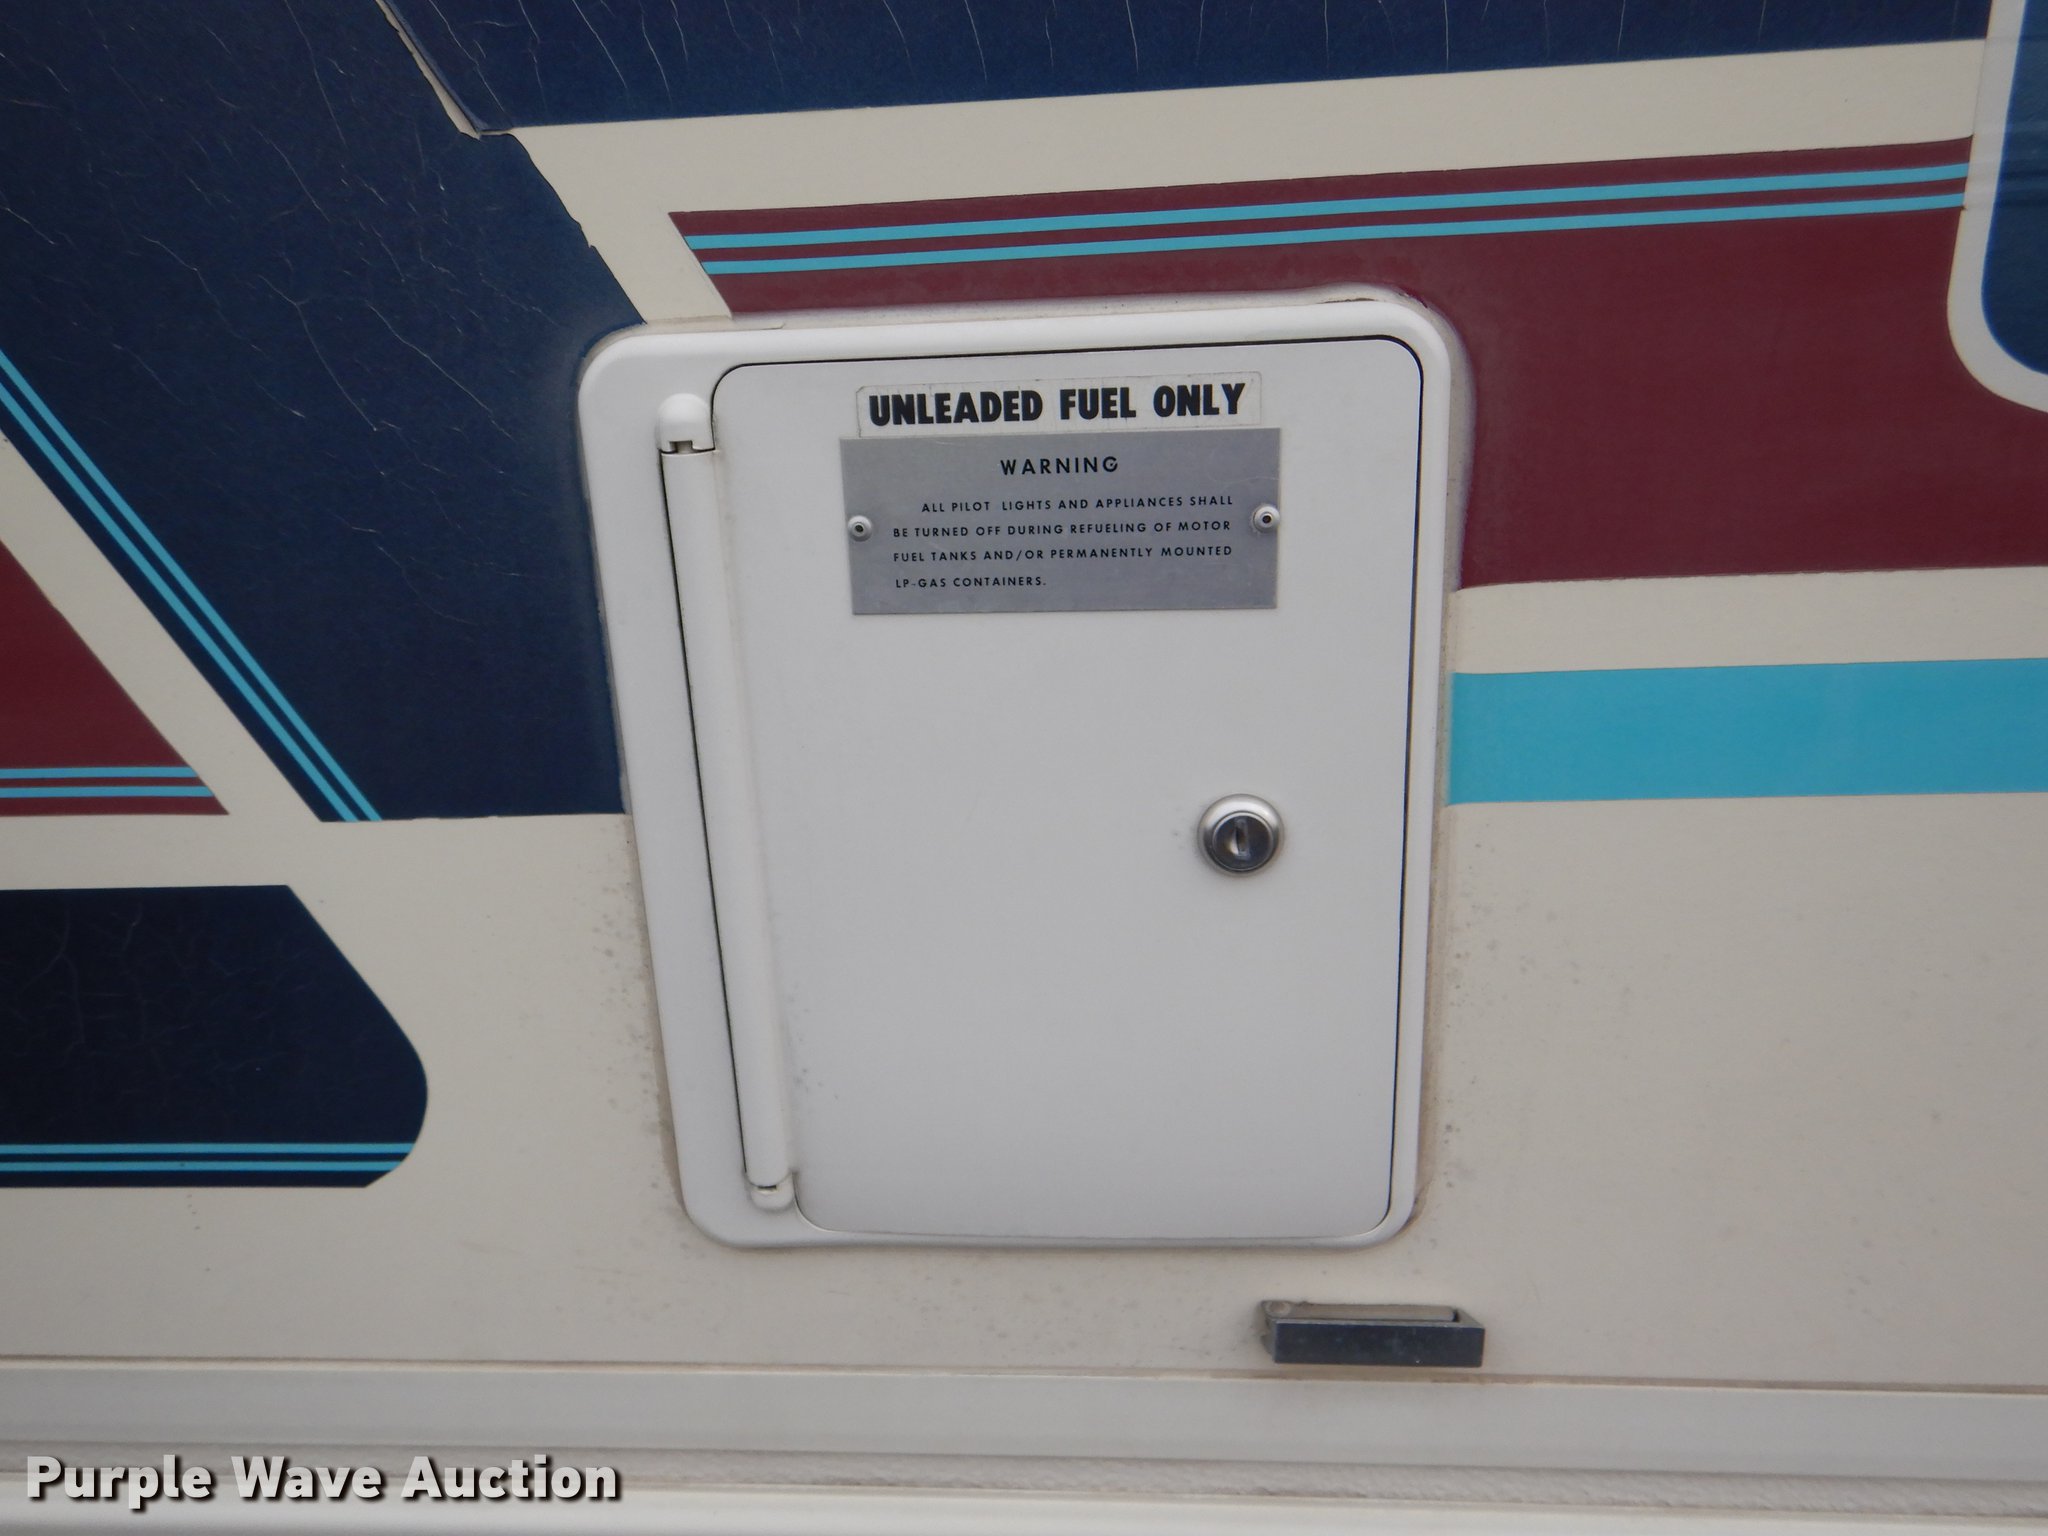 UNLEADED FUEL ONLY
WARNING
ALL PILOT LIGHTS AND APPLIANCES SHALL
BE TURNED OFF DURING REFUELING OF MOTOR
FUEL TANKS AND/OR PERMANENTLY MOUNTED
LP-GAS CONTAINERS.
Purple Wave Auction